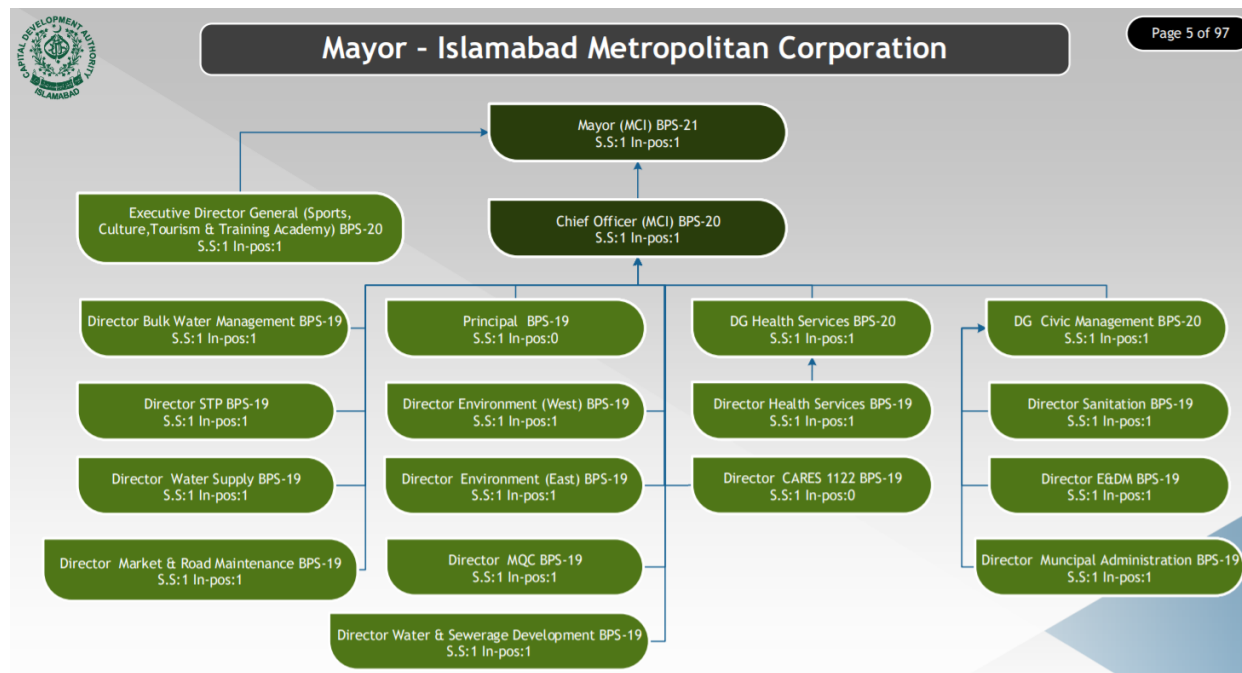 CAPITAL DEVELOPMENT AUTHORITY
ISLAMABAD
Mayor - Islamabad Metropolitan Corporation
Page 5 of 97
Mayor (MCI) BPS-21
S.S:1 In-pos:1
Executive Director General (Sports,
Culture,Tourism & Training Academy) BPS-20
S.S:1 In-pos:1
Chief Officer (MCI) BPS-20
S.S:1 In-pos:1
Director Bulk Water Management BPS-19
S.S:1 In-pos:1
Principal BPS-19
S.S:1 In-pos:0
DG Health Services BPS-20
S.S:1 In-pos:1
DG Civic Management BPS-20
S.S:1 In-pos:1
Director STP BPS-19
S.S:1 In-pos:1
Director Environment (West) BPS-19
S.S:1 In-pos:1
Director Health Services BPS-19
S.S:1 In-pos:1
Director Sanitation BPS-19
S.S:1 In-pos:1
Director Water Supply BPS-19
S.S:1 In-pos:1
Director Environment (East) BPS-19
S.S:1 In-pos:1
Director CARES 1122 BPS-19
S.S:1 In-pos:0
Director E&DM BPS-19
S.S:1 In-pos:1
Director Market & Road Maintenance BPS-19
S.S:1 In-pos:1
Director MQC BPS-19
S.S:1 In-pos:1
Director Muncipal Administration BPS-19
S.S:1 In-pos:1
Director Water & Sewerage Development BPS-19
S.S:1 In-pos:1